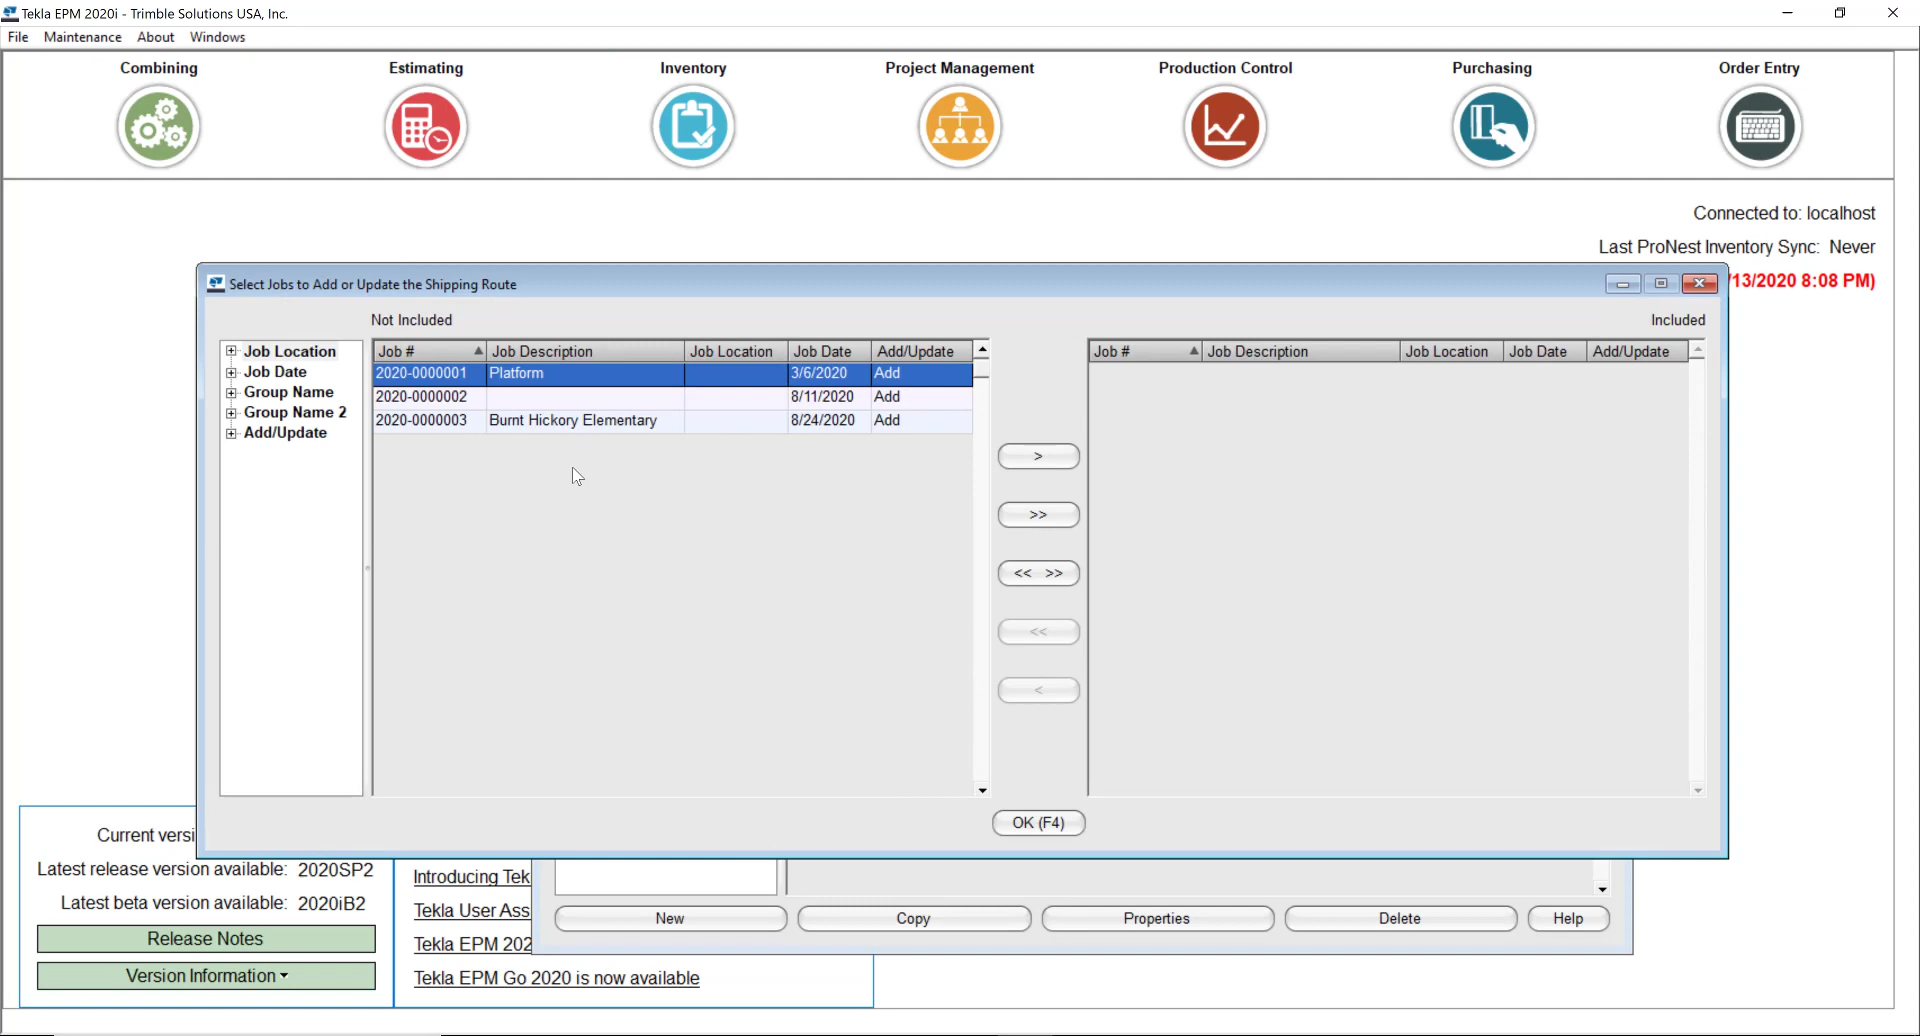 Tekla EPM 2020i - Trimble Solutions USA, Inc.
File Maintenance About Windows
Combining Estimating Inventory Project Management Production Control Purchasing Order Entry
Connected to: localhost
Last ProNest Inventory Sync: Never
/13/2020 8:08 PM)
Select Jobs to Add or Update the Shipping Route
Not Included Included
Job Location
Job Date
Group Name
Group Name 2
Add/Update
Job # Job Description Job Location Job Date Add/Update
2020-0000001 Platform 3/6/2020 Add
2020-0000002 8/11/2020 Add
2020-0000003 Burnt Hickory Elementary 8/24/2020 Add
>
>>
<< >>
<<
<
Job # Job Description Job Location Job Date Add/Update
OK (F4)
Current versi
Latest release version available: 2020SP2
Latest beta version available: 2020iB2
Release Notes
Version Information
Introducing Tek
Tekla User Ass
Tekla EPM 202
Tekla EPM Go 2020 is now available
New Copy Properties Delete Help